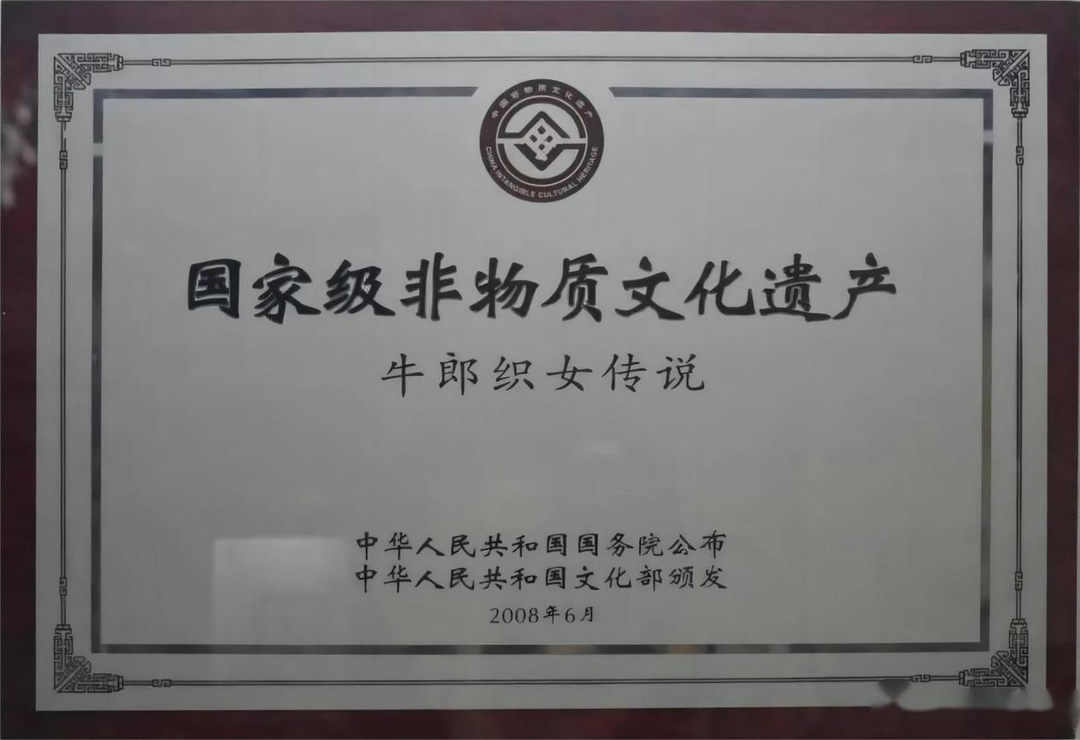 中国非物质文化遗产
CHINA INTANGIBLE CULTURAL HERITAGE
国家级非物质文化遗产
牛郎织女传说
中华人民共和国国务院公布
中华人民共和国文化部颁发
2008年6月